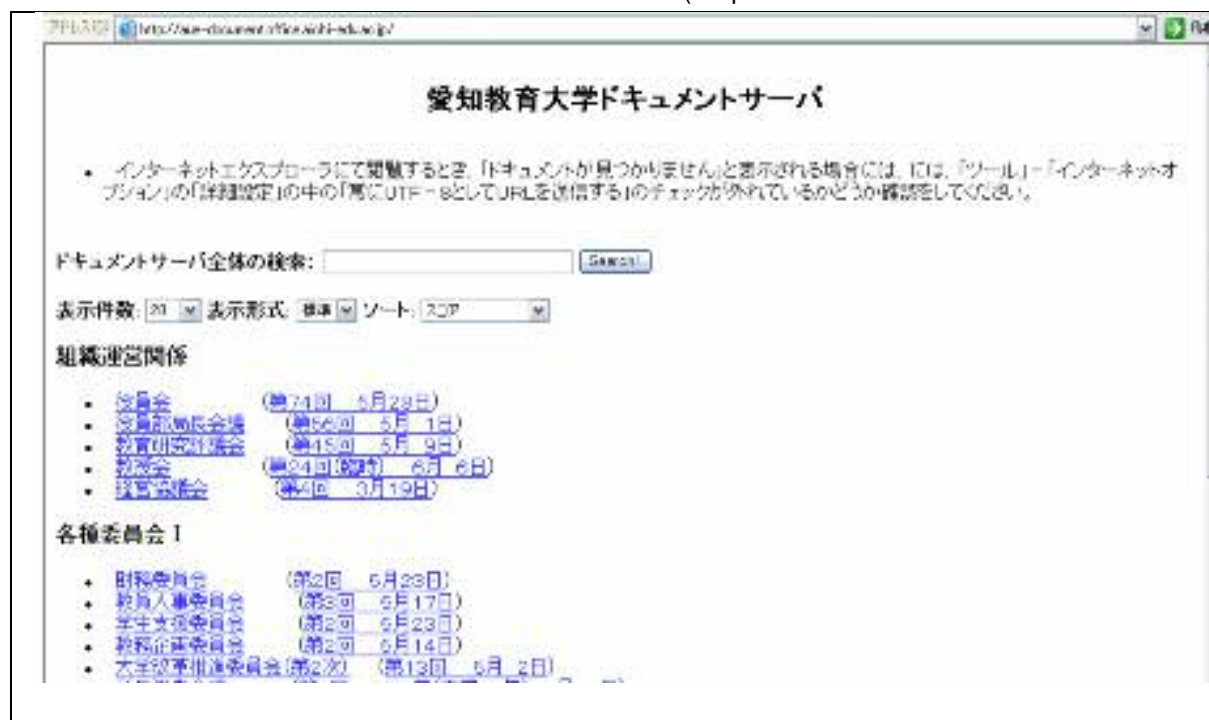 http://aue-document.office.aichi-edu.ac.jp/
愛知教育大学ドキュメントサーバ
インターネットエクスプローラにて閲覧するとき、「ドキュメントが見つかりません」と表示される場合には、には、「ツール」-「インターネットオ
プション」の「詳細設定」の中の「常にUTF-8としてURLを送信する」のチェックが外れているかどうか確認をしてください。
ドキュメントサーバ全体の検索: Search!
表示件数: 20 表示形式: 標準 ソート: スコア
組織運営関係
役員会 (第74回 5月29日)
役員部局長会議 (第56回 5月 1日)
教育研究評議会 (第45回 5月 9日)
教授会 (第24回(臨時) 6月 6日)
経営協議会 (第4回 3月19日)
各種委員会 I
財務委員会 (第2回 5月23日)
教員人事委員会 (第3回 5月17日)
学生支援委員会 (第2回 5月23日)
教務企画委員会 (第2回 5月14日)
大学改革推進委員会(第2次) (第13回 5月 2日)